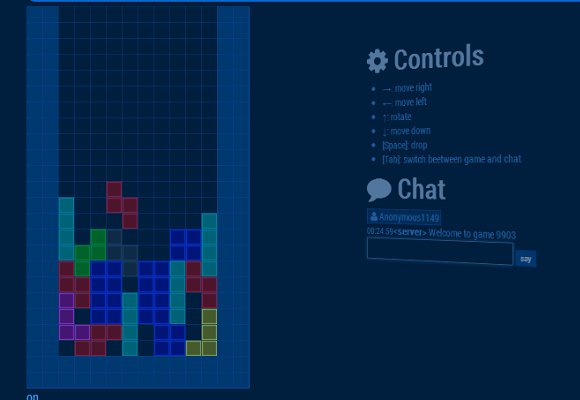 Controls
→: move right
←: move left
↑: rotate
↓: move down
[Space]: drop
[Tab]: switch beetween game and chat
Chat
Anonymous1149
00:24:59<server> Welcome to game 9903
say
on